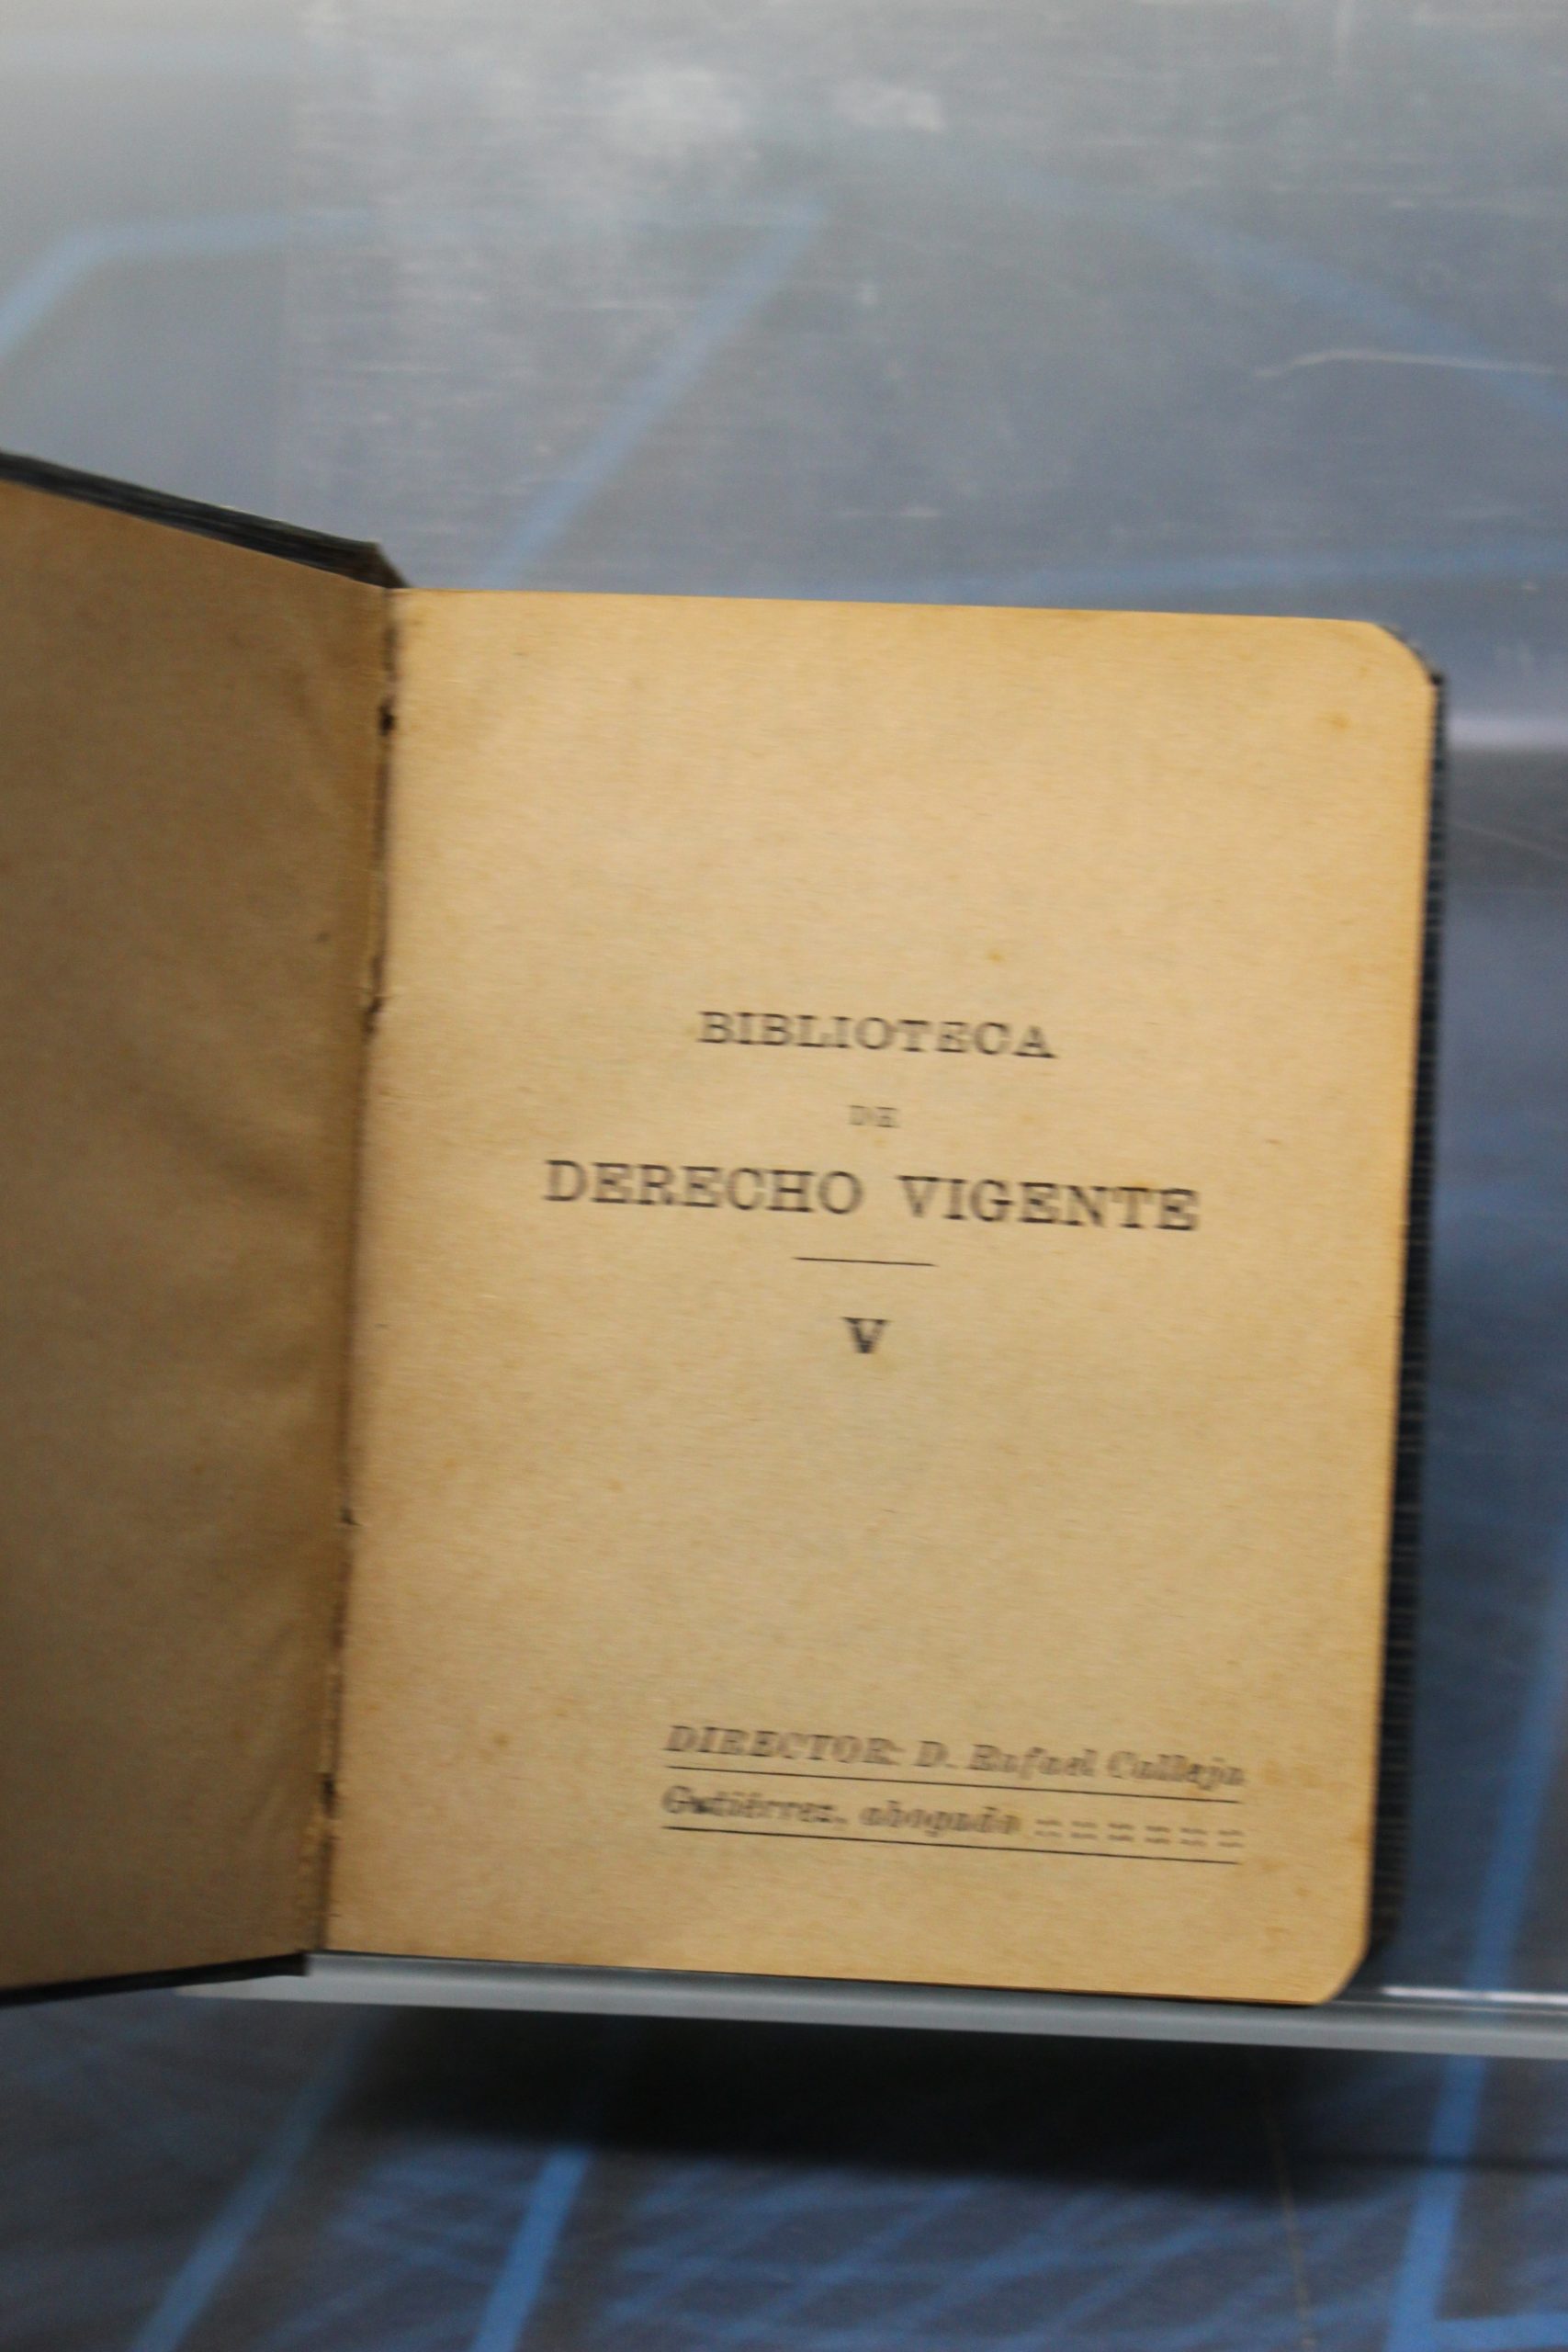 BIBLIOTECA
DE
DERECHO VIGENTE
V
DIRECTOR: D. Rafael Calleja
Gutiérrez, abogado = = = = = =